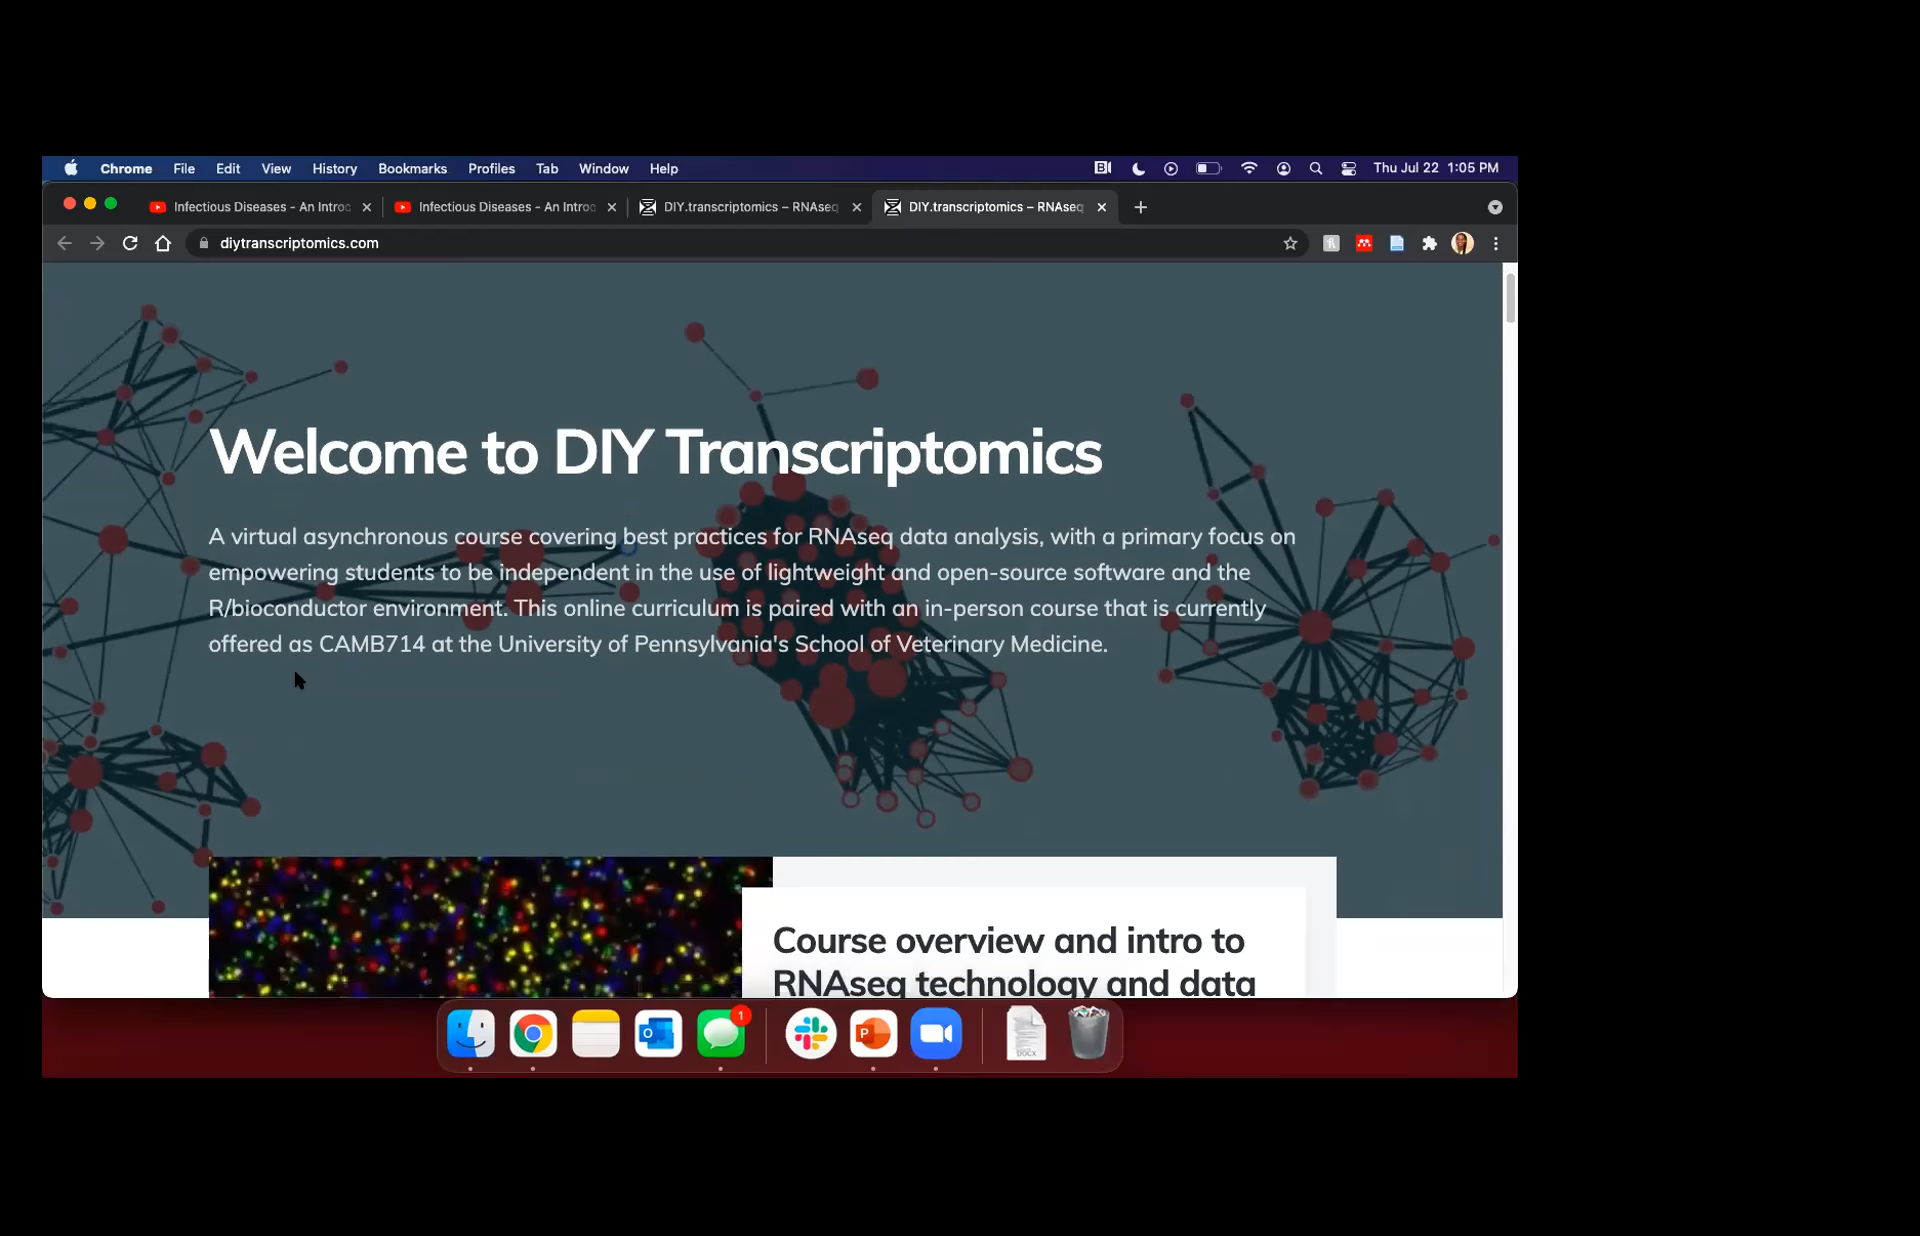 Chrome File Edit View History Bookmarks Profiles Tab Window Help Thu Jul 22 1:05 PM
Infectious Diseases - An Introc Infectious Diseases - An Introc DIY.transcriptomics – RNAseq DIY.transcriptomics – RNAseq
diytranscriptomics.com
Welcome to DIY Transcriptomics
A virtual asynchronous course covering best practices for RNAseq data analysis, with a primary focus on
empowering students to be independent in the use of lightweight and open-source software and the
R/bioconductor environment. This online curriculum is paired with an in-person course that is currently
offered as CAMB714 at the University of Pennsylvania's School of Veterinary Medicine.
Course overview and intro to
RNAseq technology and data
1
DOCX